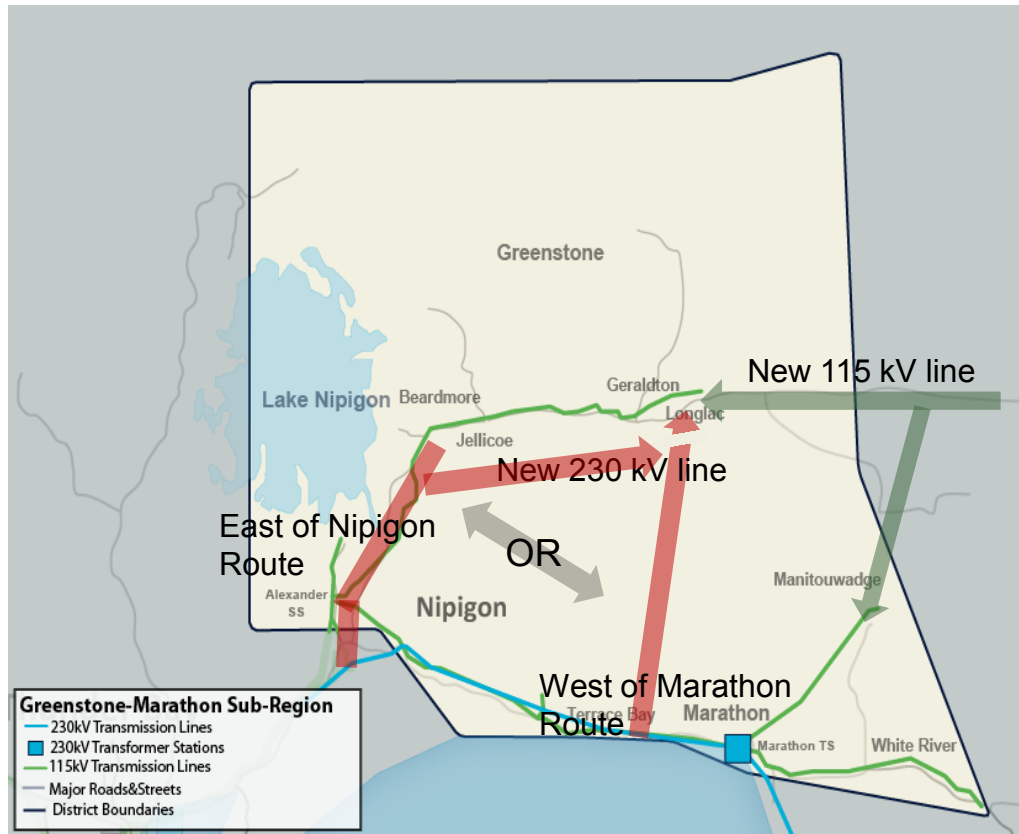 Greenstone
New 115 kV line
Geraldton
Lake Nipigon
Beardmore
Longlac
Jellicoe
New 230 kV line
East of Nipigon
Route
OR
Manitouwadge
Alexander
SS
Nipigon
West of Marathon
Route
Terrace Bay
Marathon
Marathon TS
White River
Greenstone-Marathon Sub-Region
230kV Transmission Lines
230kV Transformer Stations
115kV Transmission Lines
Major Roads&Streets
District Boundaries